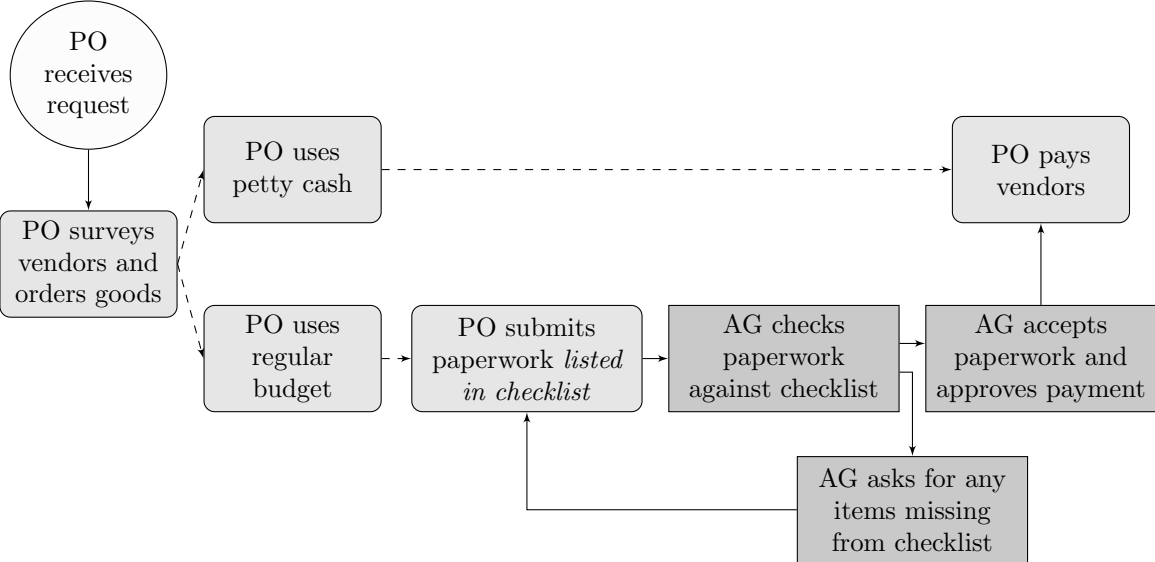 PO
receives
request
PO surveys
vendors and
orders goods
PO uses
petty cash
PO pays
vendors
PO uses
regular
budget
PO submits
paperwork listed
in checklist
AG checks
paperwork
against checklist
AG accepts
paperwork and
approves payment
AG asks for any
items missing
from checklist